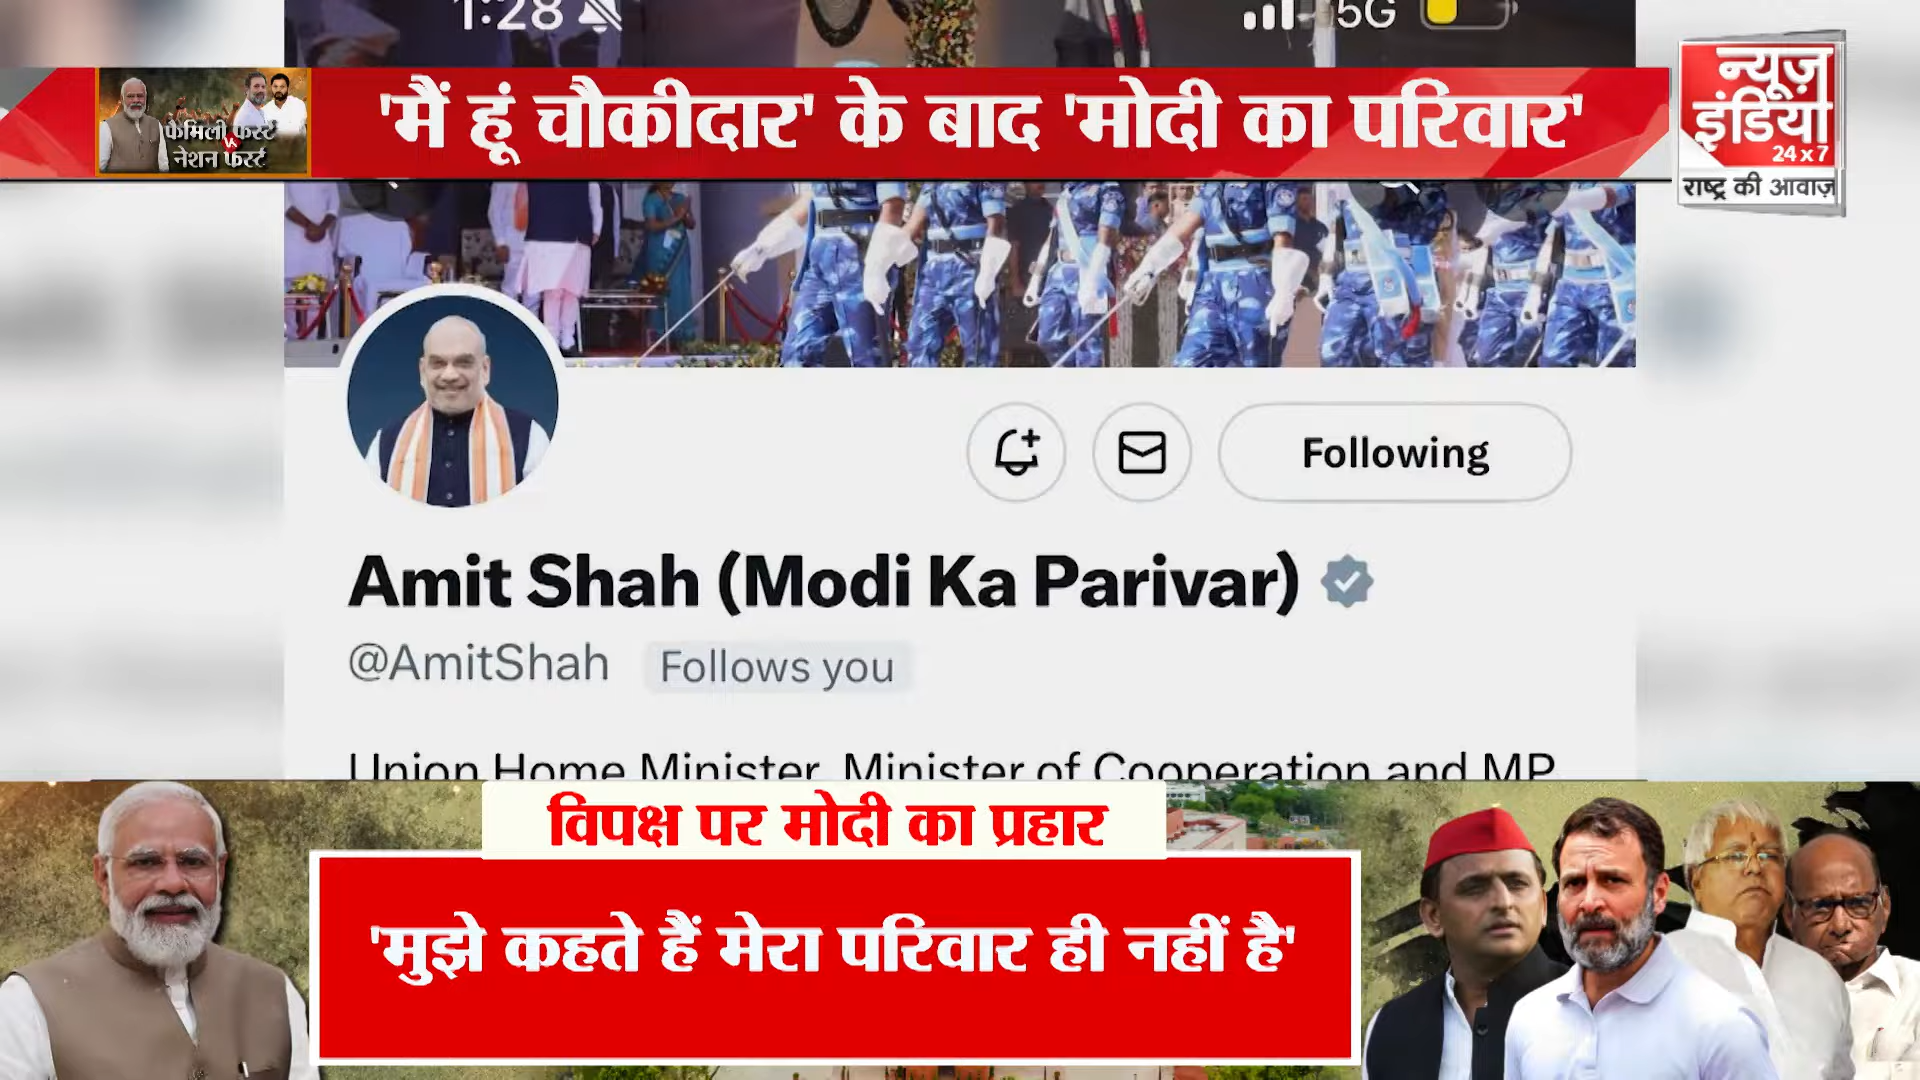 1:28
5G
'मैं हूं चौकीदार' के बाद 'मोदी का परिवार'
फेमिली फर्स्ट
vs
नेशन फर्स्ट
न्यूज़
इंडिया
24x7
राष्ट्र की आवाज़
Following
Amit Shah (Modi Ka Parivar)
@AmitShah Follows you
Union Home Minister, Minister of Cooperation and MP
विपक्ष पर मोदी का प्रहार
'मुझे कहते हैं मेरा परिवार ही नहीं है'